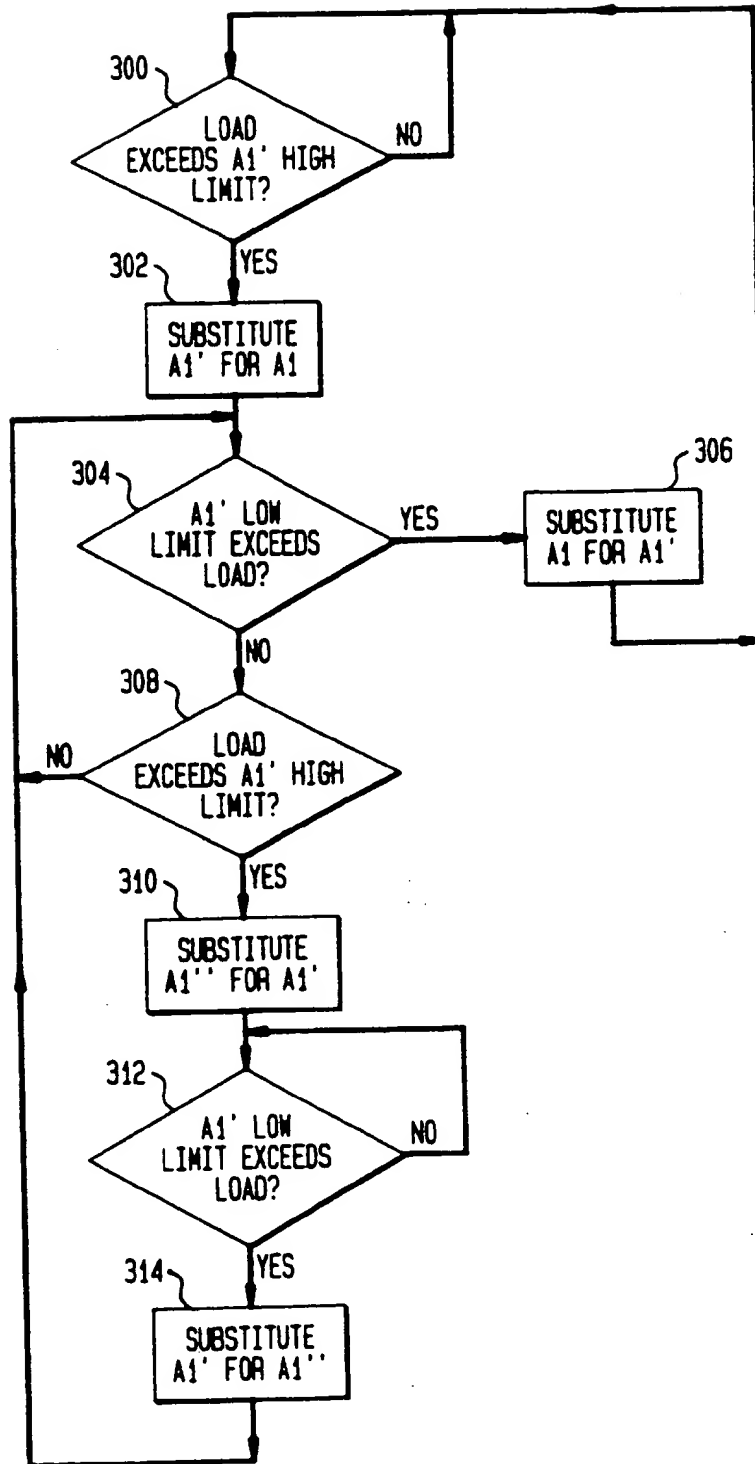 300
LOAD
EXCEEDS A1' HIGH
LIMIT?
NO
YES
302
SUBSTITUTE
A1' FOR A1
304
A1' LOW
LIMIT EXCEEDS
LOAD?
YES
306
SUBSTITUTE
A1 FOR A1'
NO
308
LOAD
EXCEEDS A1' HIGH
LIMIT?
NO
YES
310
SUBSTITUTE
A1'' FOR A1'
312
A1' LOW
LIMIT EXCEEDS
LOAD?
NO
YES
314
SUBSTITUTE
A1' FOR A1''